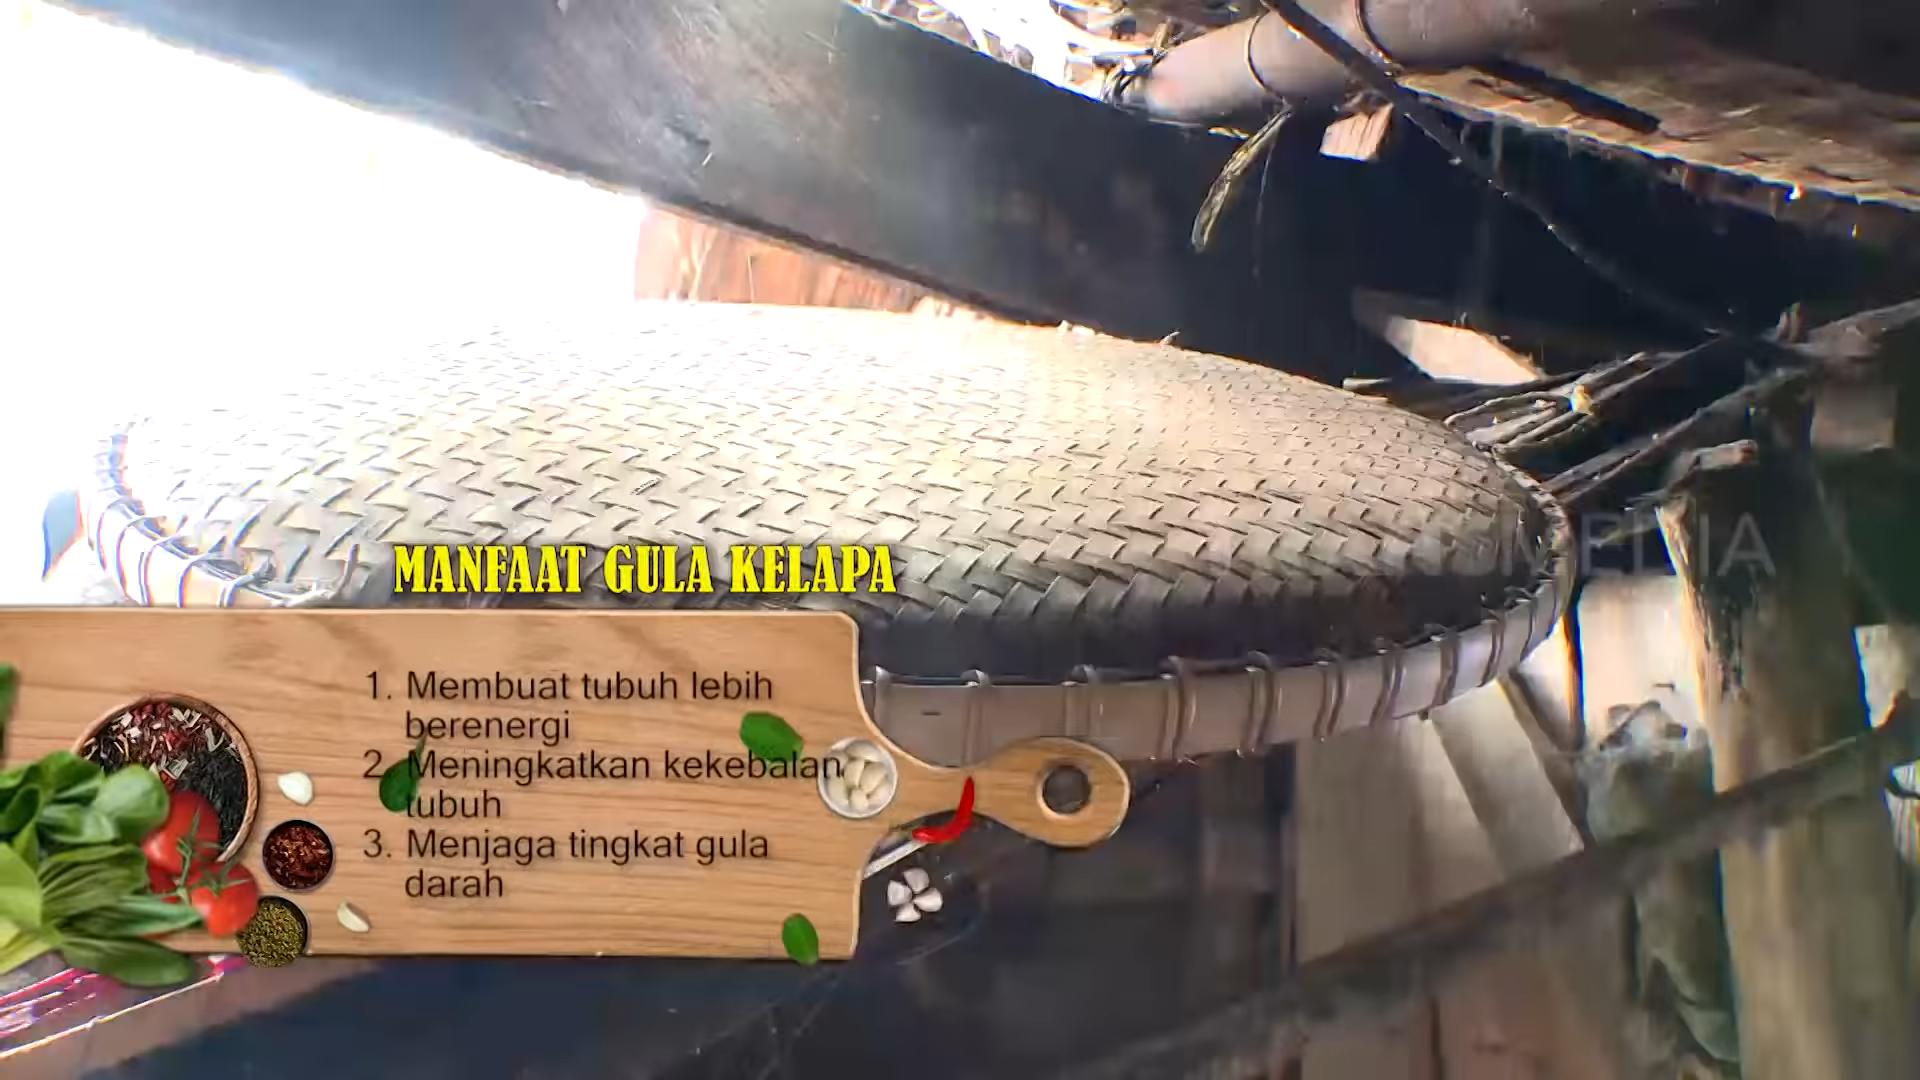 MANFAAT GULA KELAPA
1. Membuat tubuh lebih
berenergi
2. Meningkatkan kekebalan
tubuh
3. Menjaga tingkat gula
darah